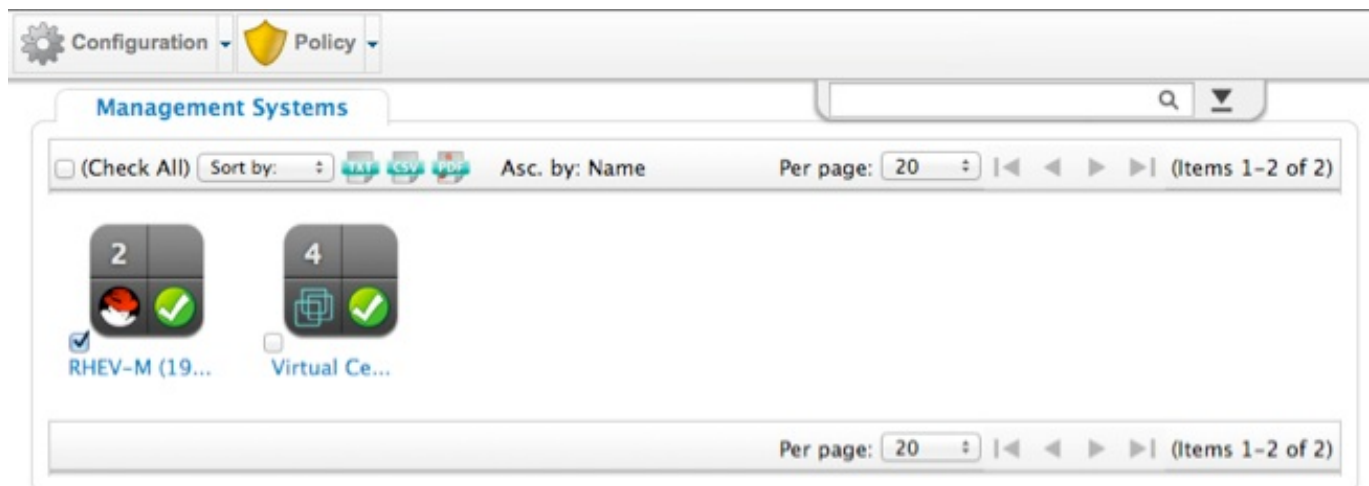 Configuration Policy
Management Systems
(Check All) Sort by: TXT CSV PDF Asc. by: Name Per page: 20 (Items 1-2 of 2)
2 4
RHEV-M (19... Virtual Ce...
Per page: 20 (Items 1-2 of 2)